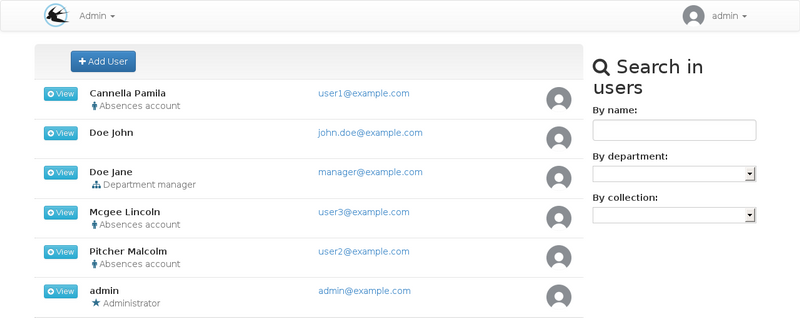 Admin
admin
Add User
View
Cannella Pamila
user1@example.com
Absences account
View
Doe John
john.doe@example.com
View
Doe Jane
manager@example.com
Department manager
View
Mcgee Lincoln
user3@example.com
Absences account
View
Pitcher Malcolm
user2@example.com
Absences account
View
admin
admin@example.com
Administrator
Search in
users
By name:
By department:
By collection: